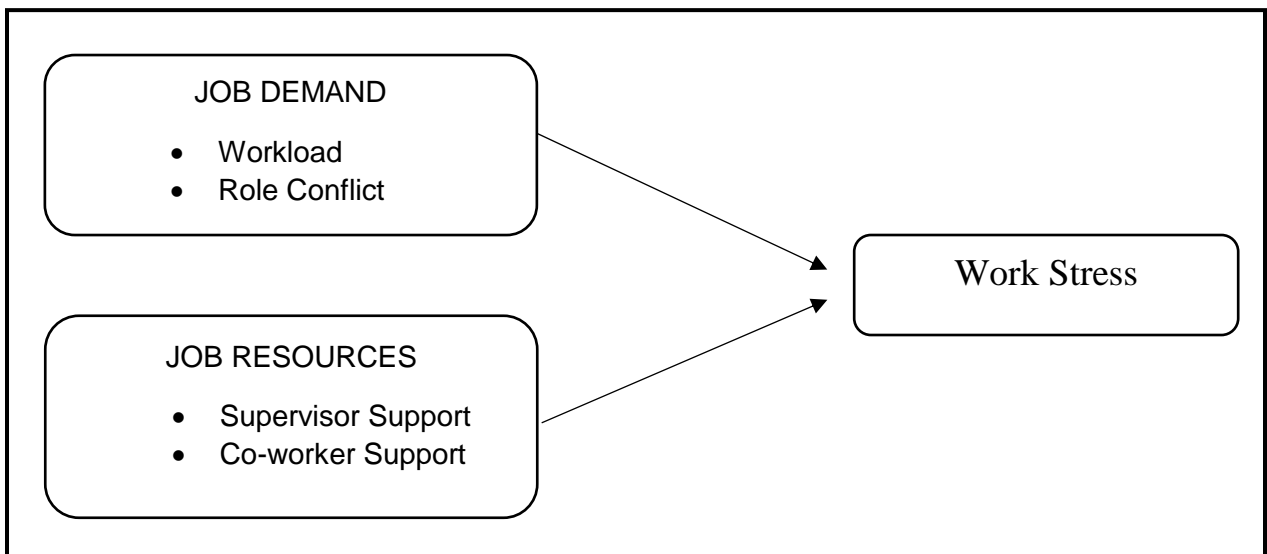 JOB DEMAND
• Workload
• Role Conflict
Work Stress
JOB RESOURCES
• Supervisor Support
• Co-worker Support